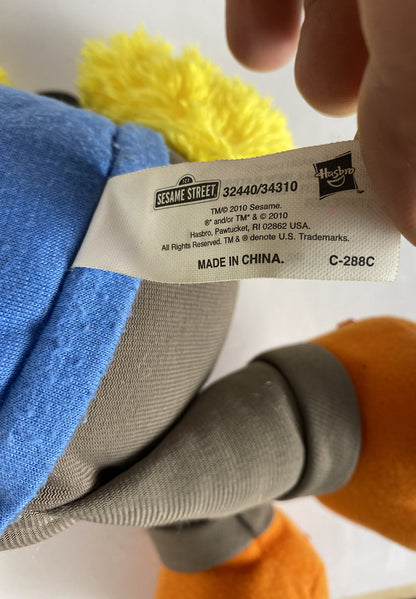 123
SESAME STREET
32440/34310
Hasbro
TM/© 2010 Sesame.
®* and/or TM* & © 2010
Hasbro, Pawtucket, RI 02862 USA.
All Rights Reserved. TM & ® denote U.S. Trademarks.
MADE IN CHINA.
C-288C